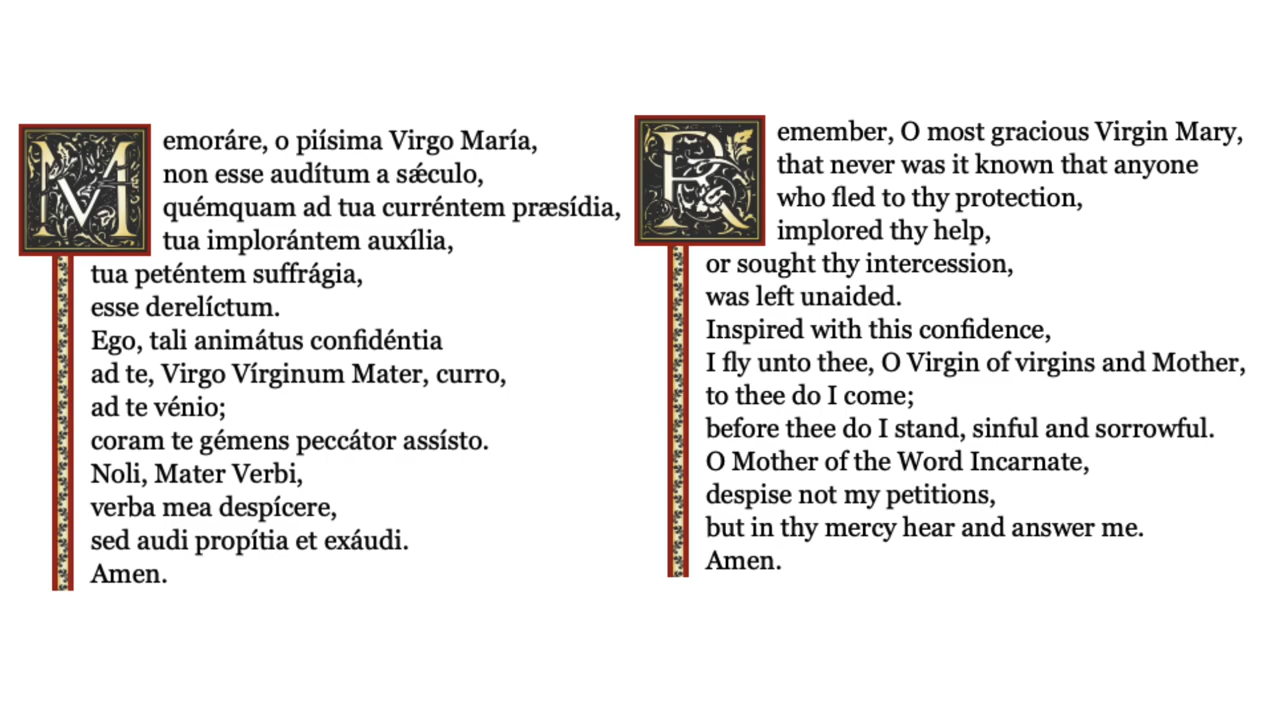 Memoráre, o piísima Virgo María,
non esse audítum a sǽculo,
quémquam ad tua curréntem præsídia,
tua implorántem auxília,
tua peténtem suffrágia,
esse derelíctum.
Ego, tali animátus confidéntia
ad te, Virgo Vírginum Mater, curro,
ad te vénio;
coram te gémens peccátor assísto.
Noli, Mater Verbi,
verba mea despícere,
sed audi propítia et exáudi.
Amen.
Remember, O most gracious Virgin Mary,
that never was it known that anyone
who fled to thy protection,
implored thy help,
or sought thy intercession,
was left unaided.
Inspired with this confidence,
I fly unto thee, O Virgin of virgins and Mother,
to thee do I come;
before thee do I stand, sinful and sorrowful.
O Mother of the Word Incarnate,
despise not my petitions,
but in thy mercy hear and answer me.
Amen.